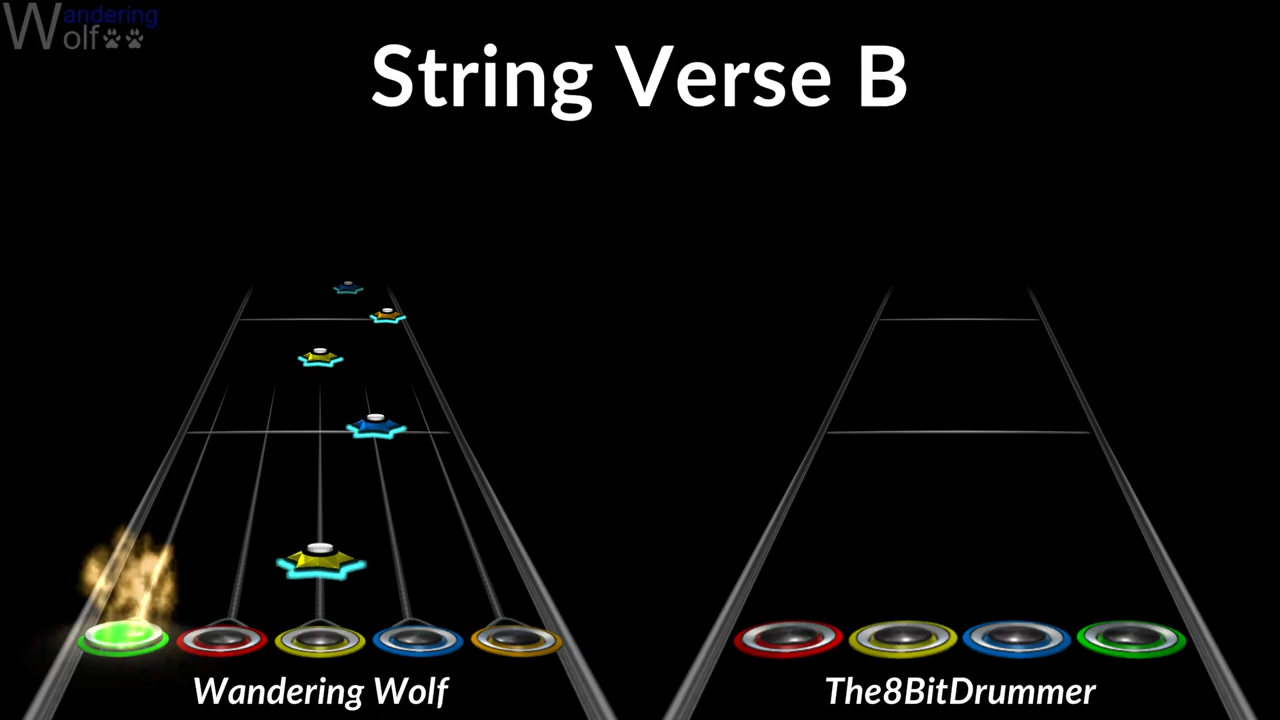 Wandering
Wolf
String Verse B
Wandering Wolf
The8BitDrummer